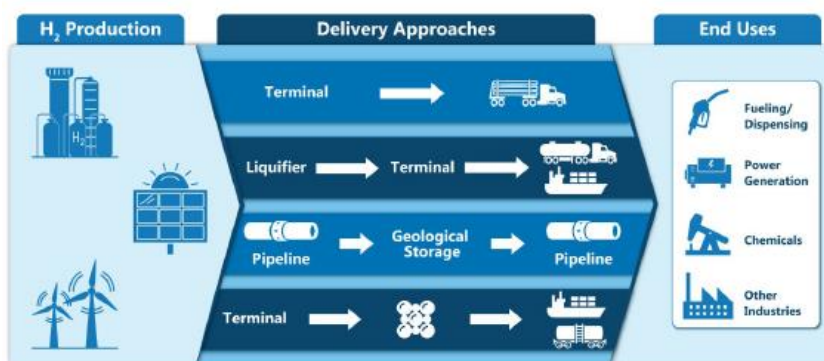 H₂ Production
Delivery Approaches
End Uses
H₂
Terminal
Liquifier
Terminal
Pipeline
Geological
Storage
Pipeline
Terminal
Fueling/
Dispensing
Power
Generation
Chemicals
Other
Industries